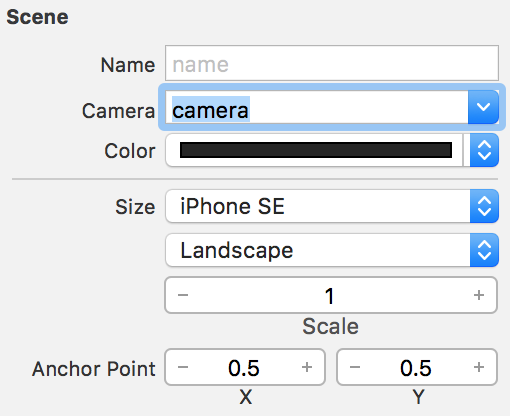 Scene
Name name
Camera camera
Color
Size iPhone SE
Landscape
− 1 +
Scale
Anchor Point − 0.5 + − 0.5 +
X Y